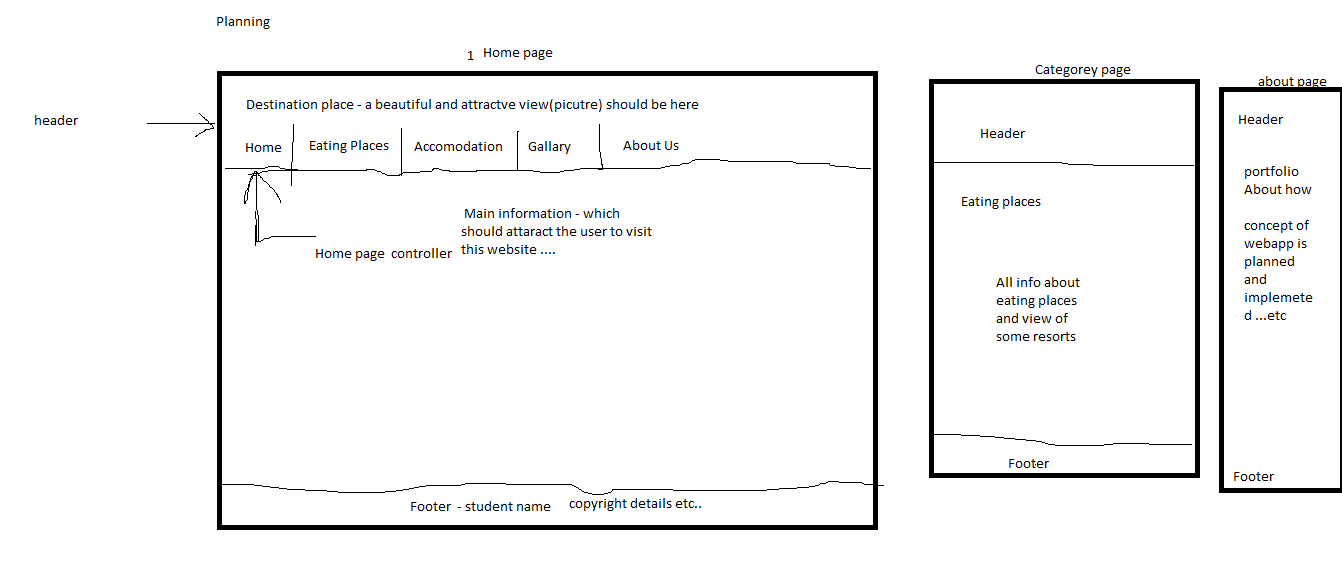 Planning
1 Home page
header
Destination place - a beautiful and attractve view(picutre) should be here
Home
Eating Places
Accomodation
Gallary
About Us
Main information - which
should attaract the user to visit
this website ....
Home page controller
Footer - student name
copyright details etc..
Categorey page
Header
Eating places
All info about
eating places
and view of
some resorts
Footer
about page
Header
portfolio
About how
concept of
webapp is
planned
and
implemete
d ...etc
Footer